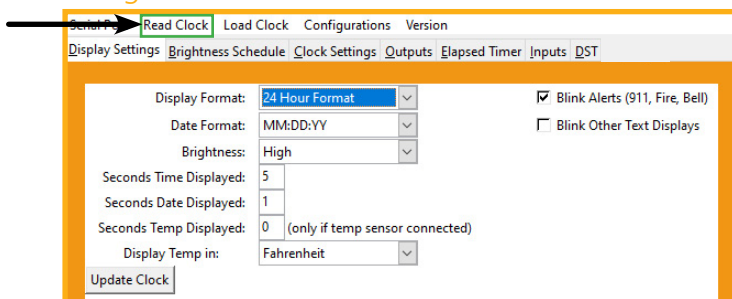 Read Clock Load Clock Configurations Version
Display Settings Brightness Schedule Clock Settings Outputs Elapsed Timer Inputs DST
Display Format: 24 Hour Format Blink Alerts (911, Fire, Bell)
Date Format: MM:DD:YY Blink Other Text Displays
Brightness: High
Seconds Time Displayed: 5
Seconds Date Displayed: 1
Seconds Temp Displayed: 0 (only if temp sensor connected)
Display Temp in: Fahrenheit
Update Clock